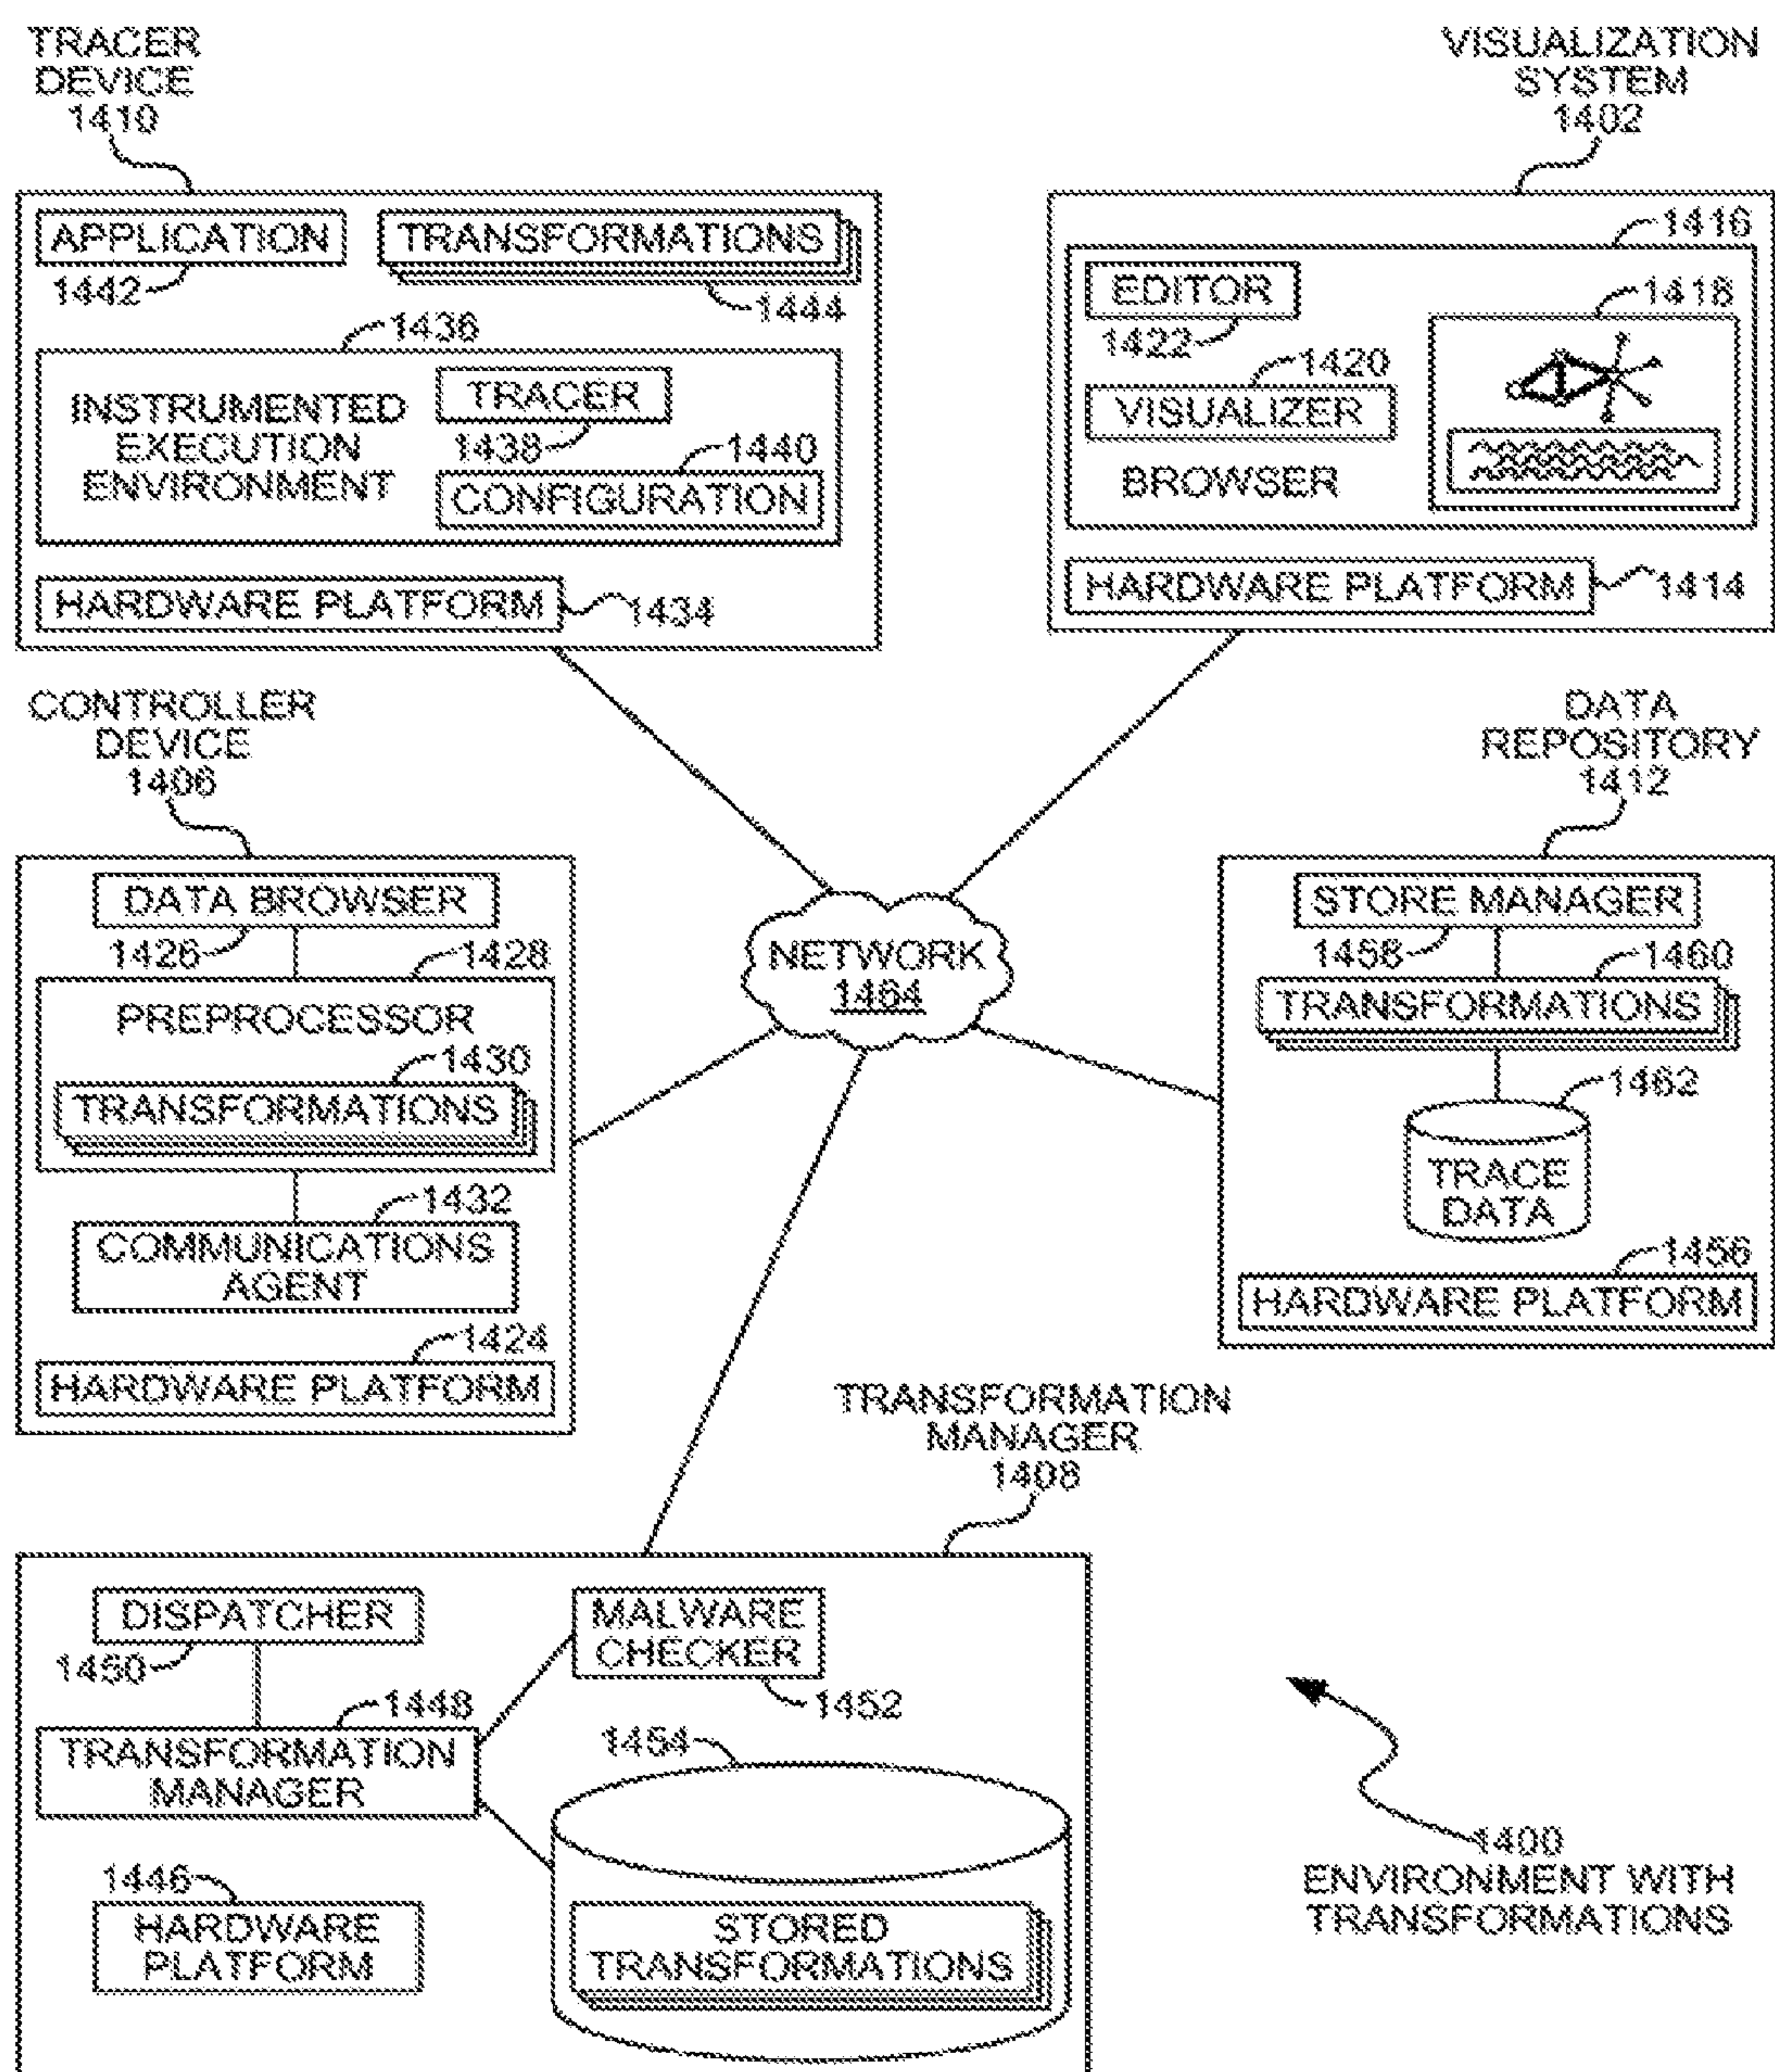 TRACER
DEVICE
1410
APPLICATION
1442
TRANSFORMATIONS
1444
1436
INSTRUMENTED
EXECUTION
ENVIRONMENT
TRACER
1438
1440
CONFIGURATION
HARDWARE PLATFORM
1434
VISUALIZATION
SYSTEM
1402
1416
EDITOR
1422
1418
1420
VISUALIZER
BROWSER
HARDWARE PLATFORM
1414
CONTROLLER
DEVICE
1406
DATA BROWSER
1426
1428
PREPROCESSOR
1430
TRANSFORMATIONS
1432
COMMUNICATIONS
AGENT
1424
HARDWARE PLATFORM
NETWORK
1464
DATA
REPOSITORY
1412
STORE MANAGER
1458
1460
TRANSFORMATIONS
1462
TRACE
DATA
1456
HARDWARE PLATFORM
TRANSFORMATION
MANAGER
1408
DISPATCHER
1450
MALWARE
CHECKER
1452
1448
TRANSFORMATION
MANAGER
1454
1446
HARDWARE
PLATFORM
STORED
TRANSFORMATIONS
1400
ENVIRONMENT WITH
TRANSFORMATIONS